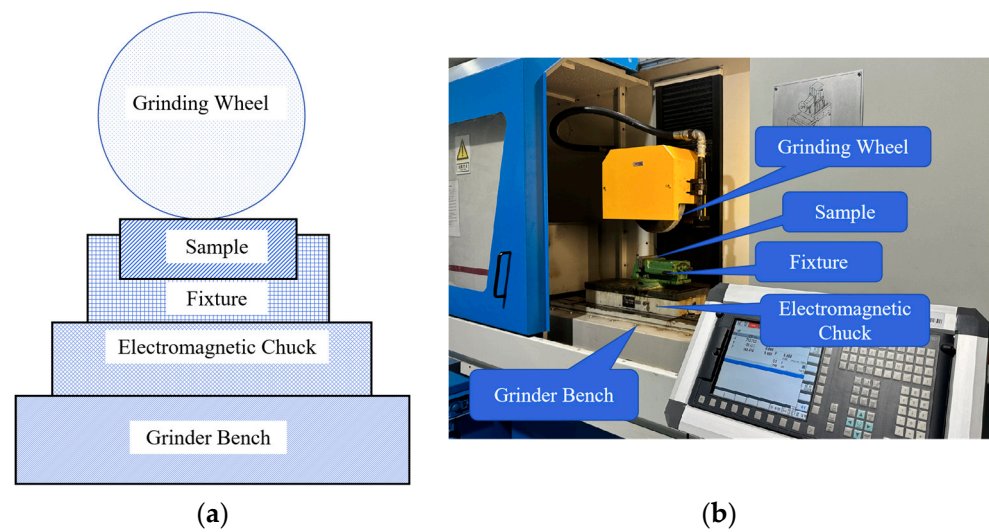 Grinding Wheel
Sample
Fixture
Electromagnetic Chuck
Grinder Bench
(a)
Grinding Wheel
Sample
Fixture
Electromagnetic
Chuck
Grinder Bench
(b)